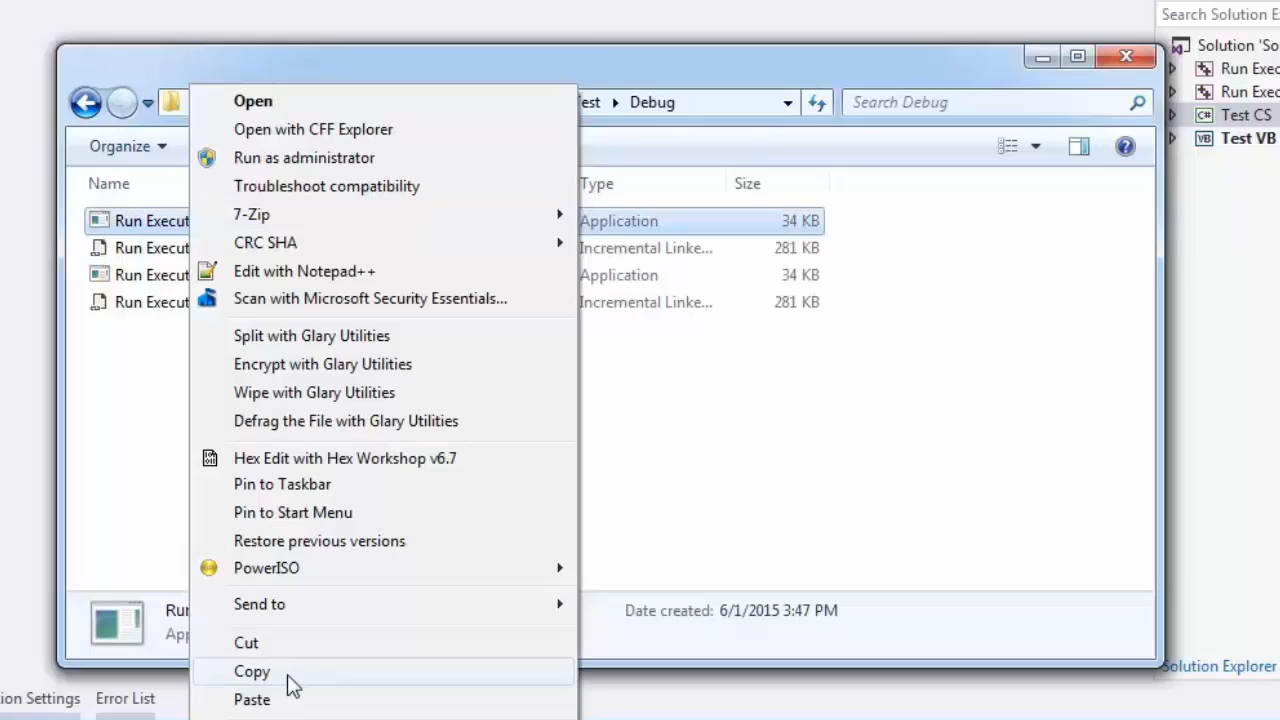 Search Solution E
Solution 'So
Run Exec
Run Exec
C# Test CS
VB Test VB
est ▸ Debug
Search Debug
Organize
Name
Type
Size
Run Execut
Application
34 KB
Run Execut
Incremental Linke...
281 KB
Run Execut
Application
34 KB
Run Execut
Incremental Linke...
281 KB
Open
Open with CFF Explorer
Run as administrator
Troubleshoot compatibility
7-Zip
CRC SHA
Edit with Notepad++
Scan with Microsoft Security Essentials...
Split with Glary Utilities
Encrypt with Glary Utilities
Wipe with Glary Utilities
Defrag the File with Glary Utilities
Hex Edit with Hex Workshop v6.7
Pin to Taskbar
Pin to Start Menu
Restore previous versions
PowerISO
Send to
Cut
Copy
Paste
Run
App
Date created: 6/1/2015 3:47 PM
Solution Explorer
ion Settings
Error List